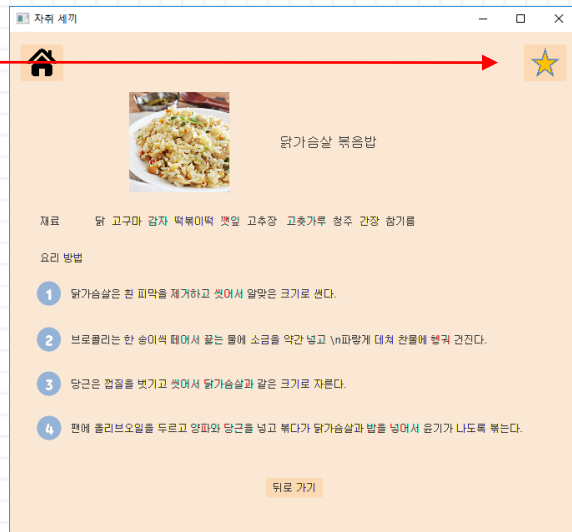 자취 세끼
닭가슴살 볶음밥
재료 닭 고구마 감자 떡볶이떡 깻잎 고추장 고춧가루 청주 간장 참기름
요리 방법
1 닭가슴살은 흰 피막을 제거하고 씻어서 알맞은 크기로 썬다.
2 브로콜리는 한 송이씩 떼어서 끓는 물에 소금을 약간 넣고 \n파랗게 데쳐 찬물에 헹궈 건진다.
3 당근은 껍질을 벗기고 씻어서 닭가슴살과 같은 크기로 자른다.
4 팬에 올리브오일을 두르고 양파와 당근을 넣고 볶다가 닭가슴살과 밥을 넣어서 윤기가 나도록 볶는다.
뒤로 가기